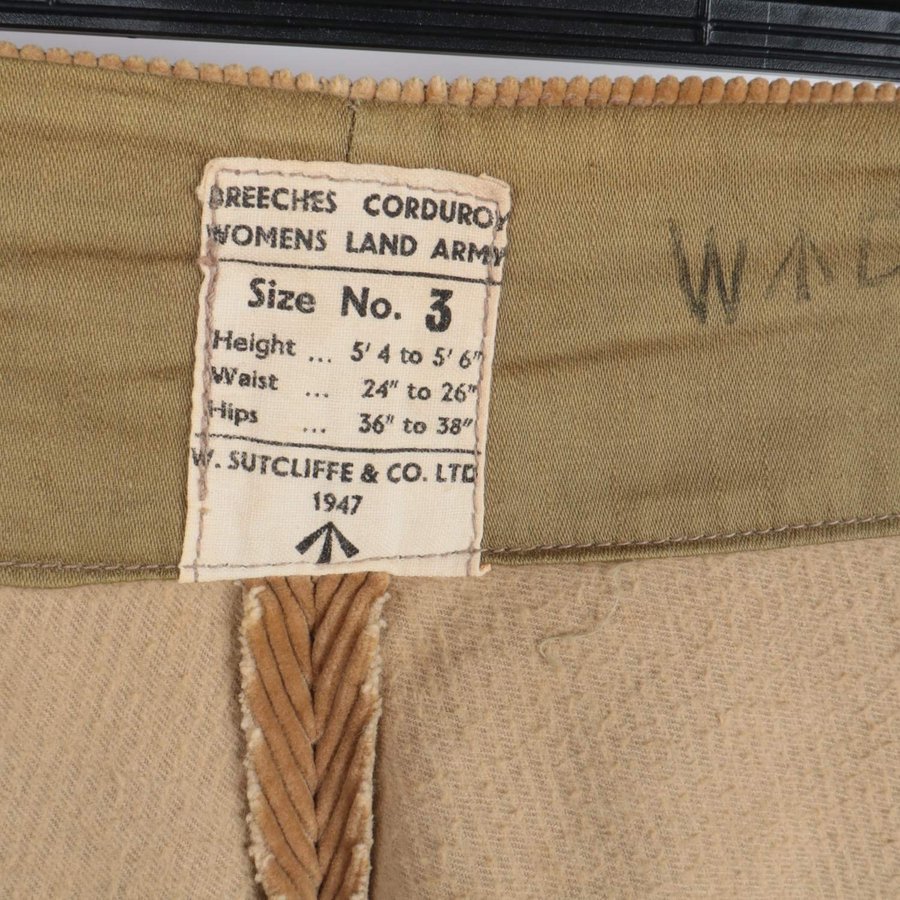 BREECHES CORDUROY
WOMENS LAND ARMY
Size No. 3
Height ... 5' 4 to 5' 6"
Waist ... 24" to 26"
Hips ... 36" to 38"
W. SUTCLIFFE & CO. LTD
1947
W↑D